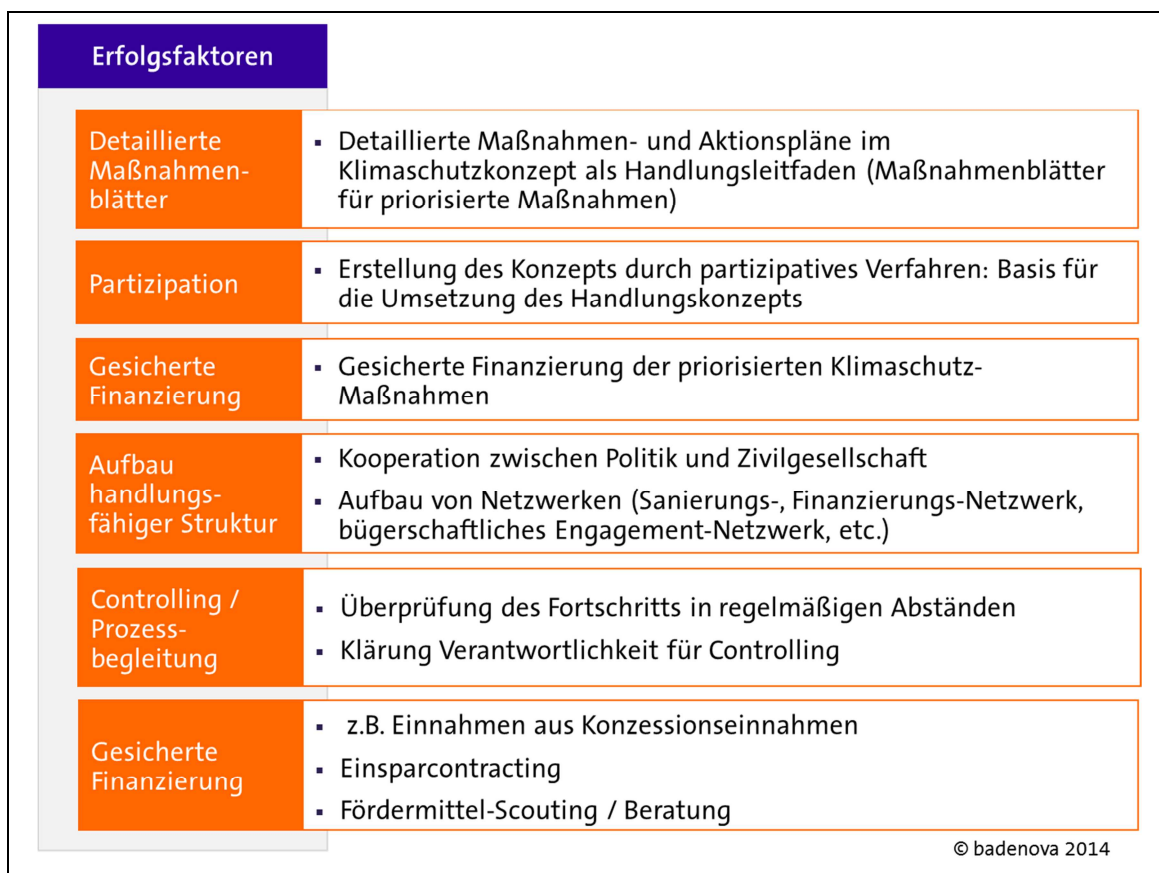 Erfolgsfaktoren
Detaillierte
Maßnahmen-
blätter
▪ Detaillierte Maßnahmen- und Aktionspläne im
Klimaschutzkonzept als Handlungsleitfaden (Maßnahmenblätter
für priorisierte Maßnahmen)
Partizipation
▪ Erstellung des Konzepts durch partizipatives Verfahren: Basis für
die Umsetzung des Handlungskonzepts
Gesicherte
Finanzierung
▪ Gesicherte Finanzierung der priorisierten Klimaschutz-
Maßnahmen
Aufbau
handlungs-
fähiger Struktur
▪ Kooperation zwischen Politik und Zivilgesellschaft
▪ Aufbau von Netzwerken (Sanierungs-, Finanzierungs-Netzwerk,
bügerschaftliches Engagement-Netzwerk, etc.)
Controlling /
Prozess-
begleitung
▪ Überprüfung des Fortschritts in regelmäßigen Abständen
▪ Klärung Verantwortlichkeit für Controlling
Gesicherte
Finanzierung
▪ z.B. Einnahmen aus Konzessionseinnahmen
▪ Einsparcontracting
▪ Fördermittel-Scouting / Beratung
© badenova 2014